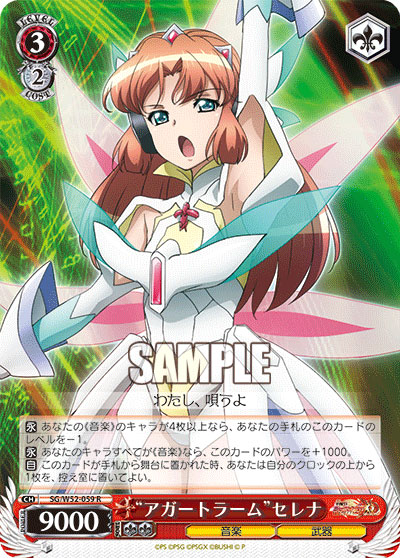 LEVEL
3
2
COST
SAMPLE
わたし、唄うよ
永 あなたの《音楽》のキャラが4枚以上なら、あなたの手札のこのカードの
レベルを－1。
永 あなたのキャラすべてが《音楽》なら、このカードのパワーを＋1000。
自 このカードが手札から舞台に置かれた時、あなたは自分のクロックの上から
1枚を、控え室に置いてよい。
CH SG/W52-059 R
POWER 9000
“アガートラーム”セレナ
音楽 武器
©PS ©PSG ©PSGX ©BUSHI © P